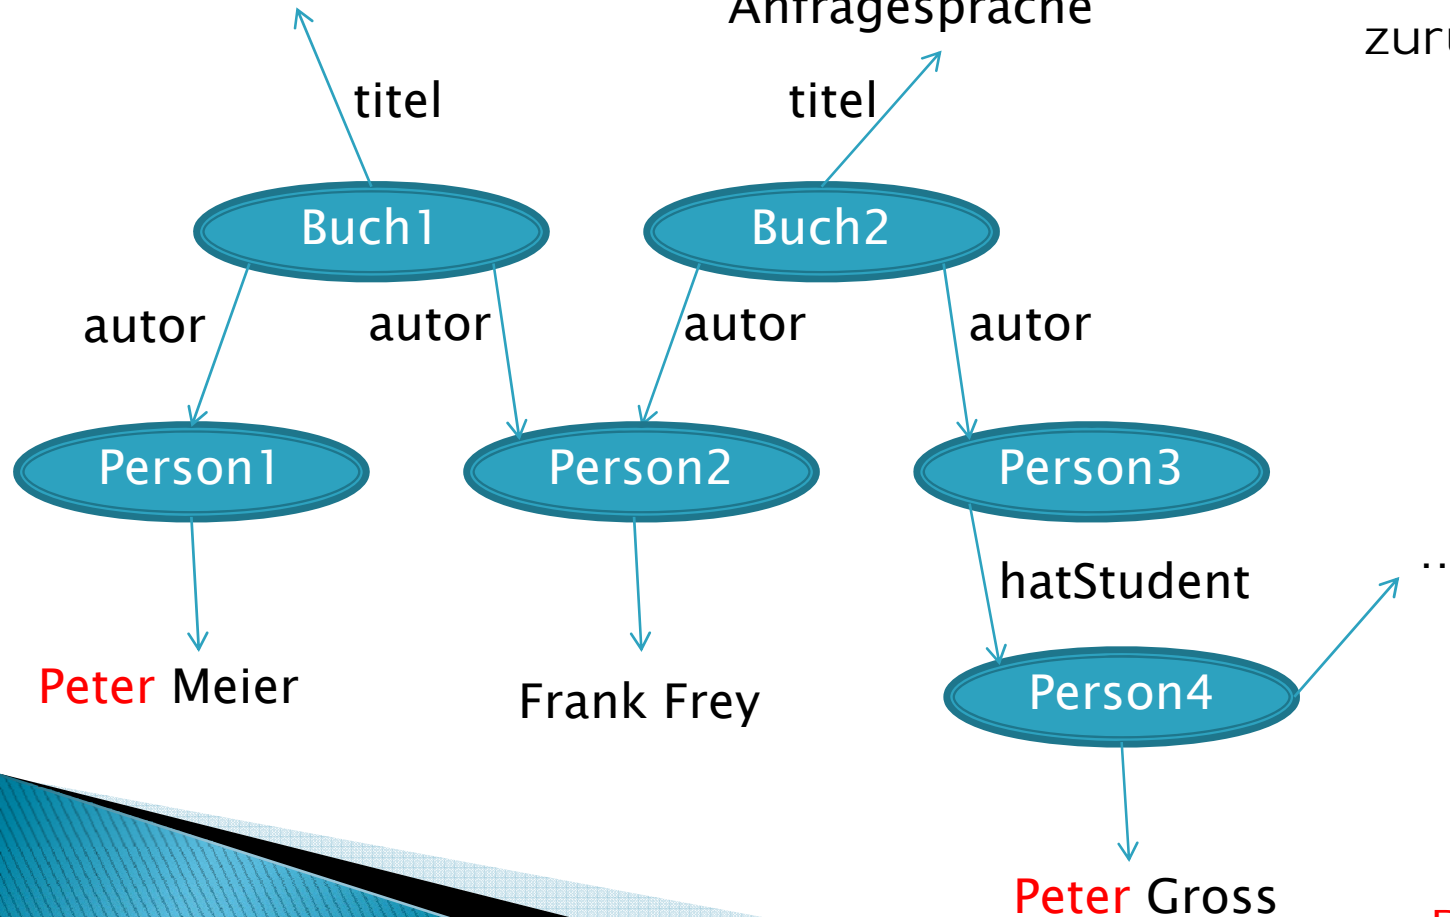 Anfragesprache
titel
titel
Buch1
Buch2
autor
autor
autor
autor
Person1
Person2
Person3
hatStudent
...
Peter Meier
Frank Frey
Person4
Peter Gross